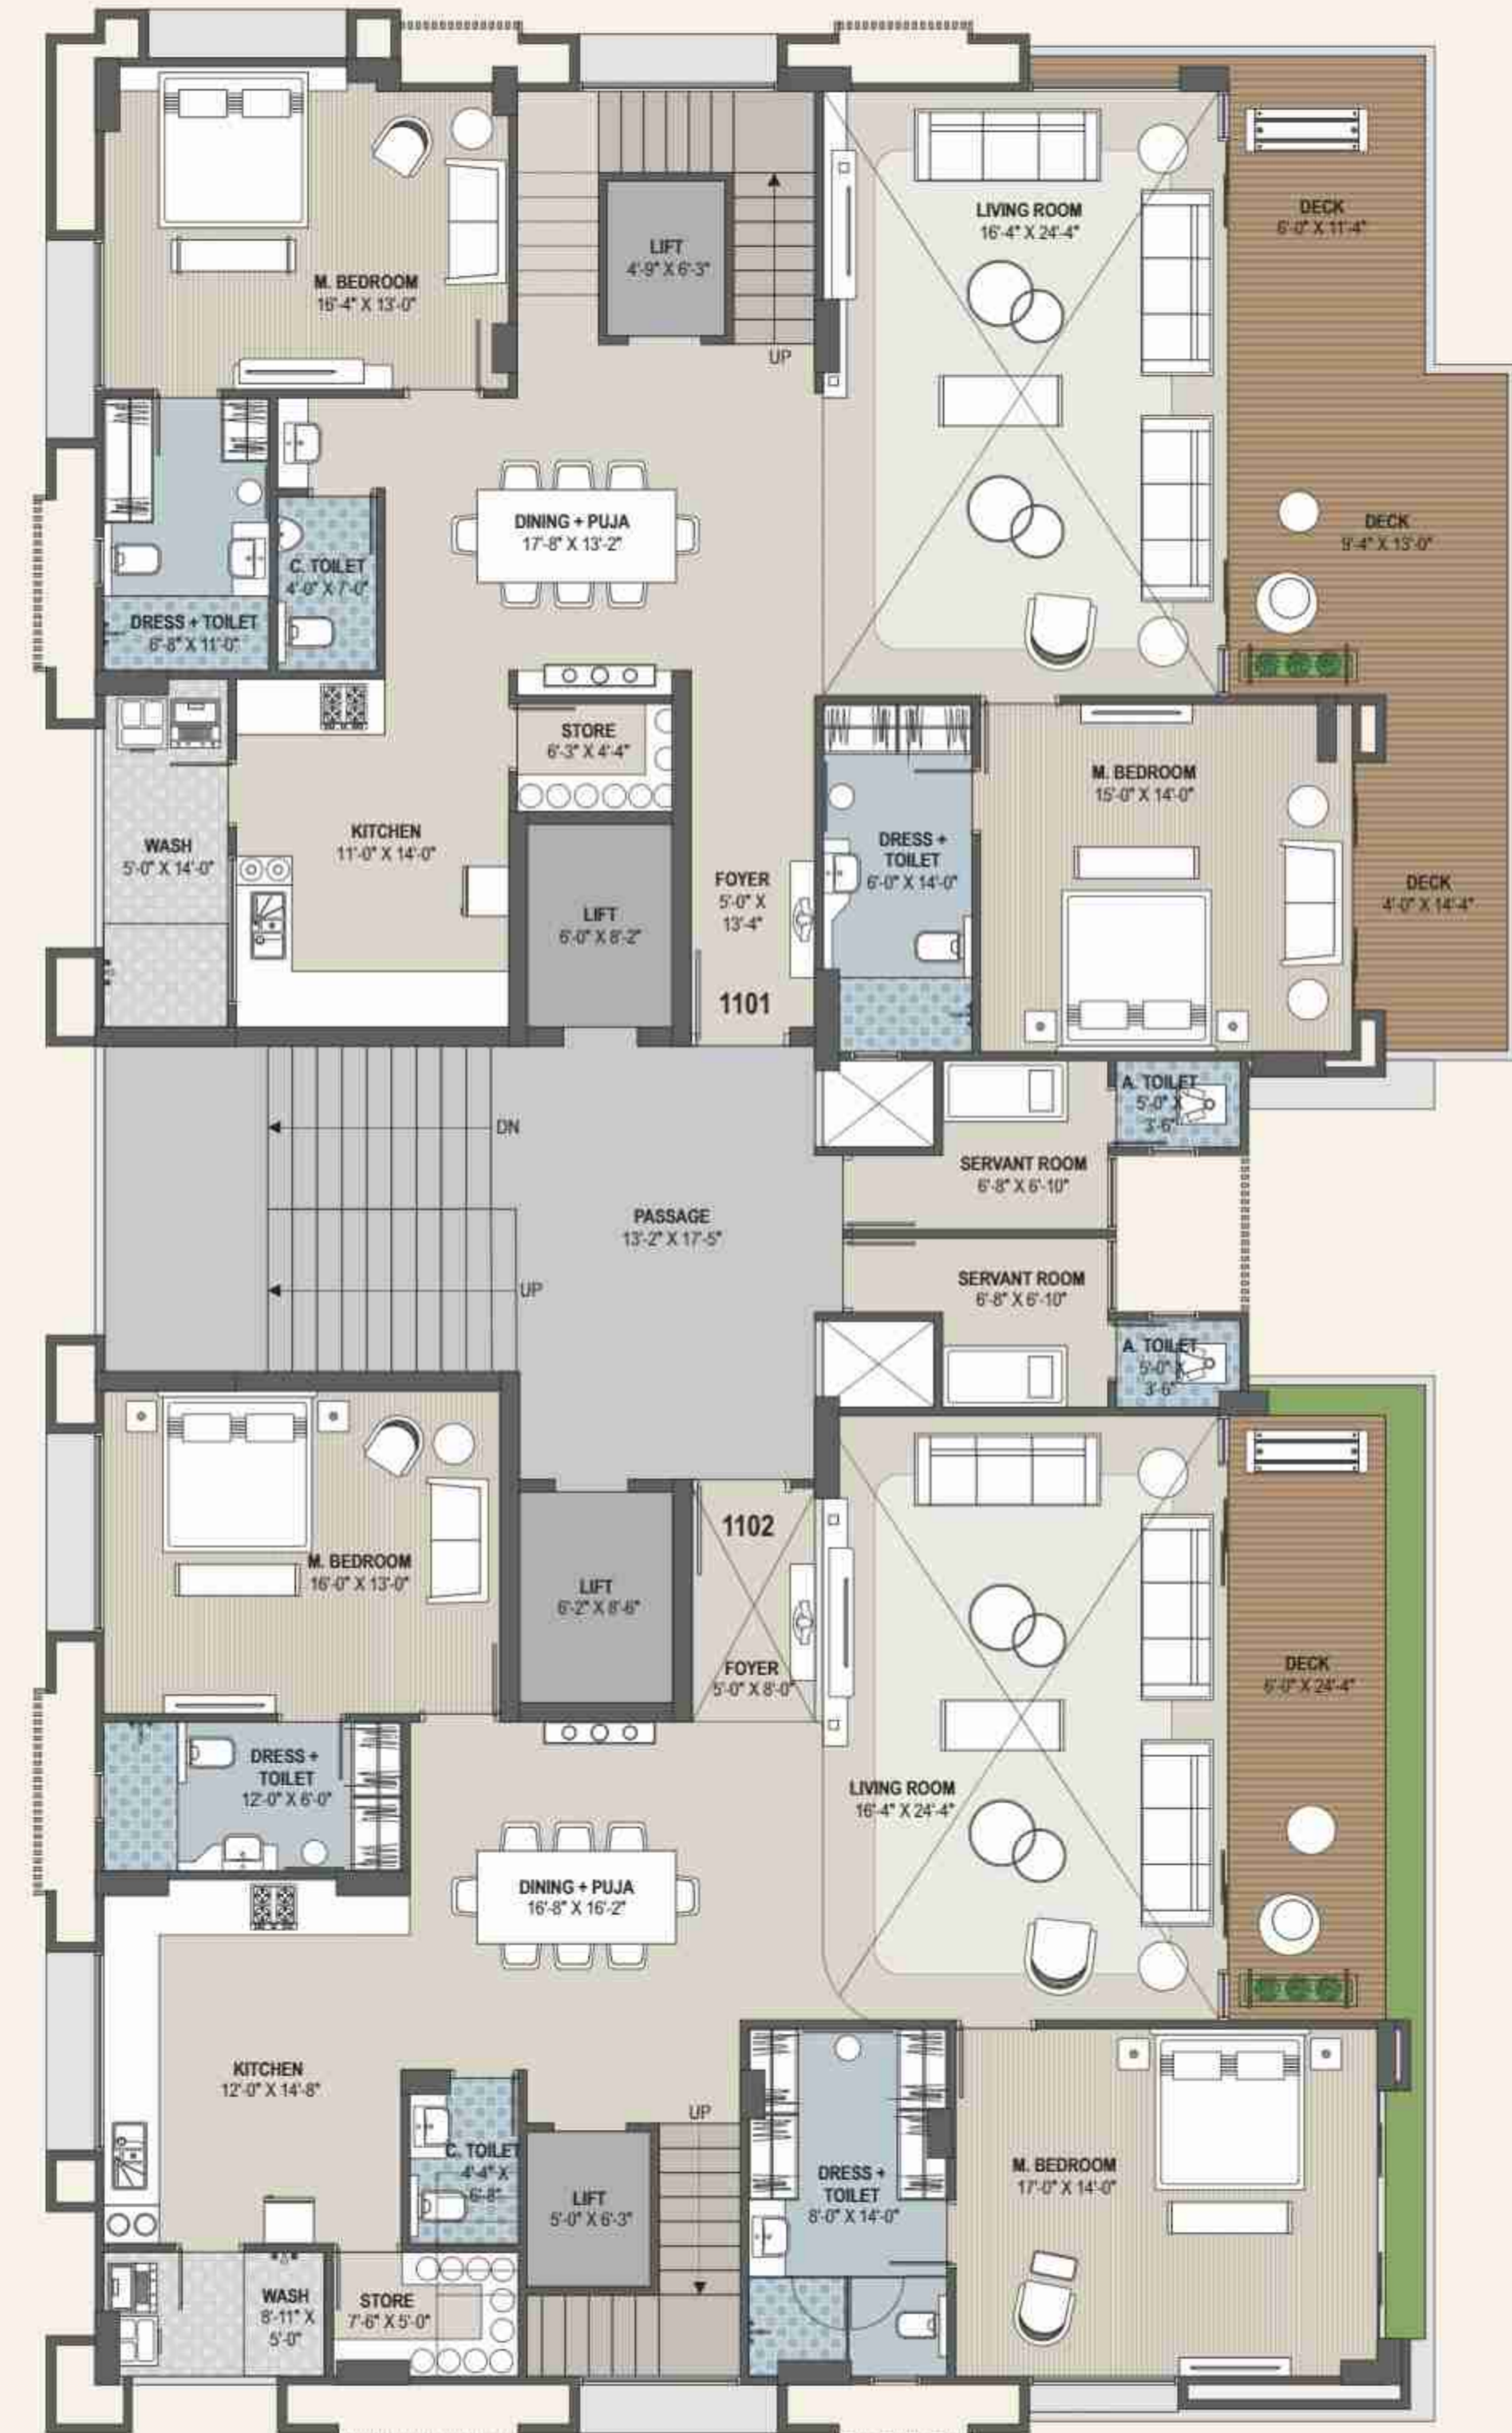 LIVING ROOM
16'-4" X 24'-4"
DECK
6'-0" X 11'-4"
LIFT
4'-9" X 6'-3"
M. BEDROOM
16'-4" X 13'-0"
UP
DINING + PUJA
17'-8" X 13'-2"
DECK
9'-4" X 13'-0"
C. TOILET
4'-0" X 7'-0"
DRESS + TOILET
6'-8" X 11'-0"
STORE
6'-3" X 4'-4"
M. BEDROOM
15'-0" X 14'-0"
KITCHEN
11'-0" X 14'-0"
WASH
5'-0" X 14'-0"
DRESS +
TOILET
6'-0" X 14'-0"
FOYER
5'-0" X
13'-4"
DECK
4'-0" X 14'-4"
LIFT
6'-0" X 8'-2"
1101
A. TOILET
5'-0" X
3'-6"
DN
SERVANT ROOM
6'-8" X 6'-10"
PASSAGE
13'-2" X 17'-5"
SERVANT ROOM
6'-8" X 6'-10"
UP
A. TOILET
5'-0" X
3'-6"
1102
M. BEDROOM
16'-0" X 13'-0"
LIFT
6'-2" X 8'-6"
FOYER
5'-0" X 8'-0"
DECK
6'-0" X 24'-4"
DRESS +
TOILET
12'-0" X 6'-0"
LIVING ROOM
16'-4" X 24'-4"
DINING + PUJA
16'-8" X 16'-2"
KITCHEN
12'-0" X 14'-8"
UP
C. TOILET
4'-4" X
6'-8"
M. BEDROOM
17'-0" X 14'-0"
DRESS +
TOILET
8'-0" X 14'-0"
LIFT
5'-0" X 6'-3"
WASH
8'-11" X
5'-0"
STORE
7'-6" X 5'-0"